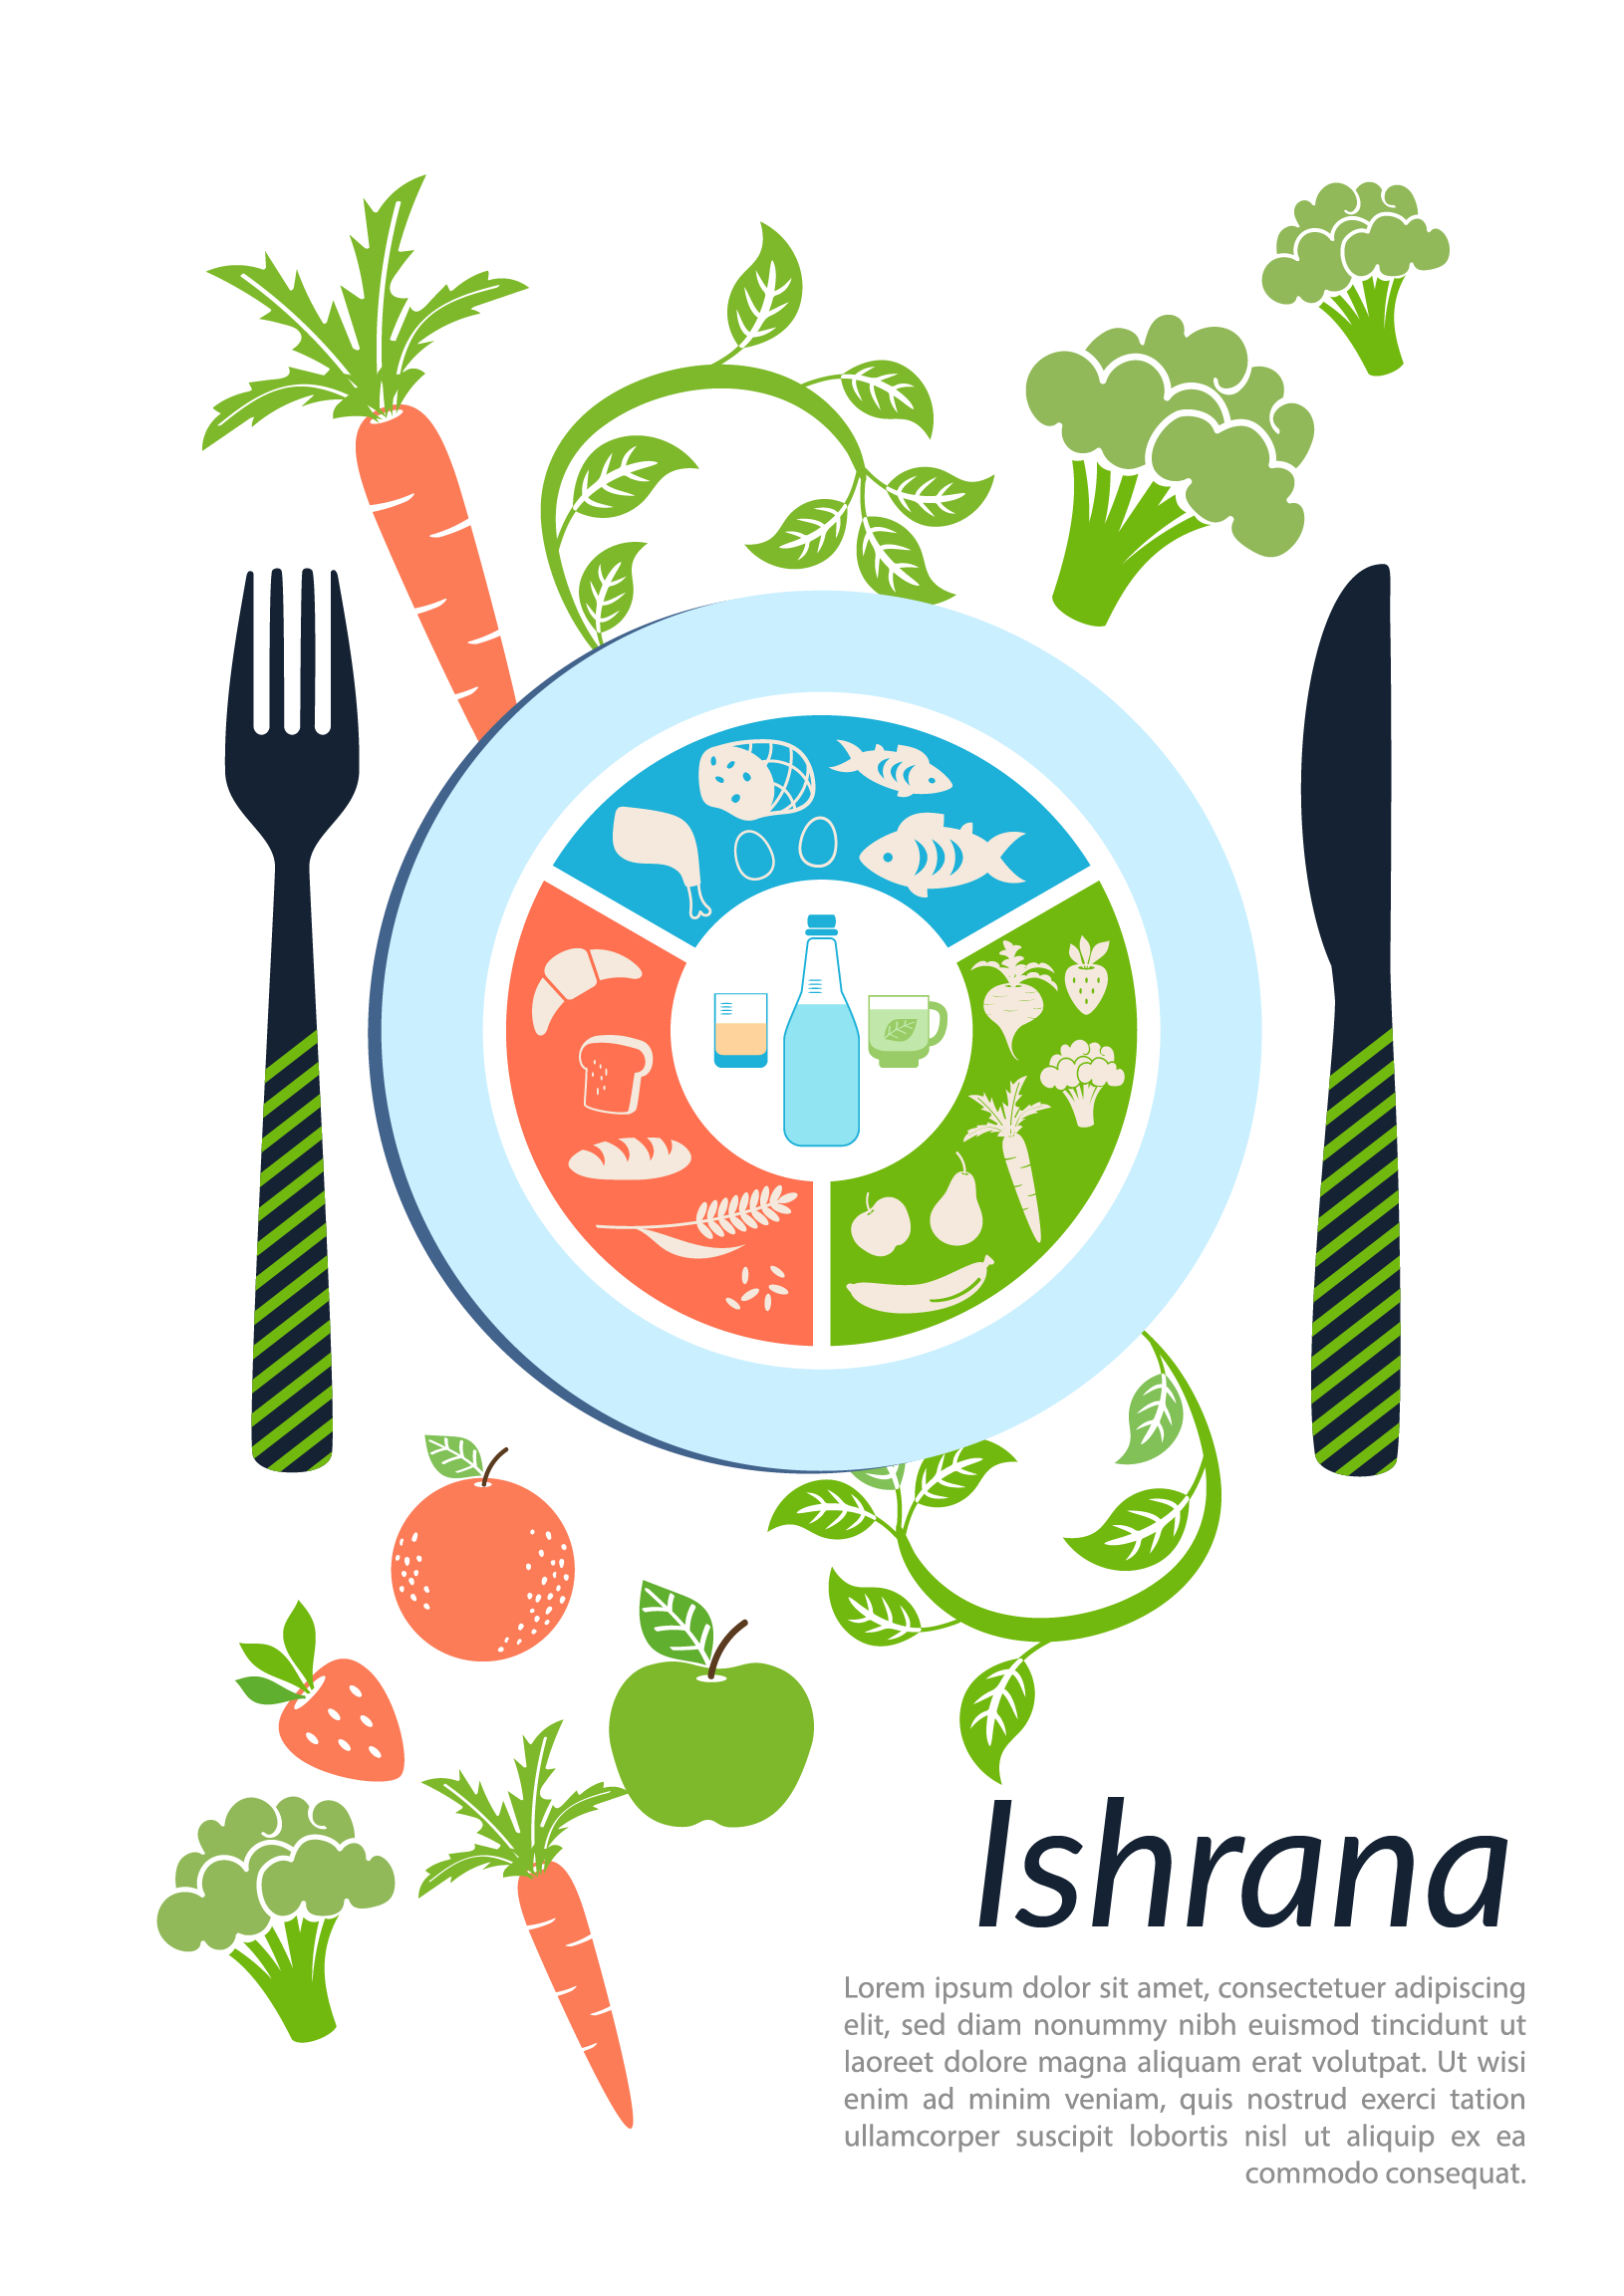 Ishrana
Lorem ipsum dolor sit amet, consectetuer adipiscing
elit, sed diam nonummy nibh euismod tincidunt ut
laoreet dolore magna aliquam erat volutpat. Ut wisi
enim ad minim veniam, quis nostrud exerci tation
ullamcorper suscipit lobortis nisl ut aliquip ex ea
commodo consequat.